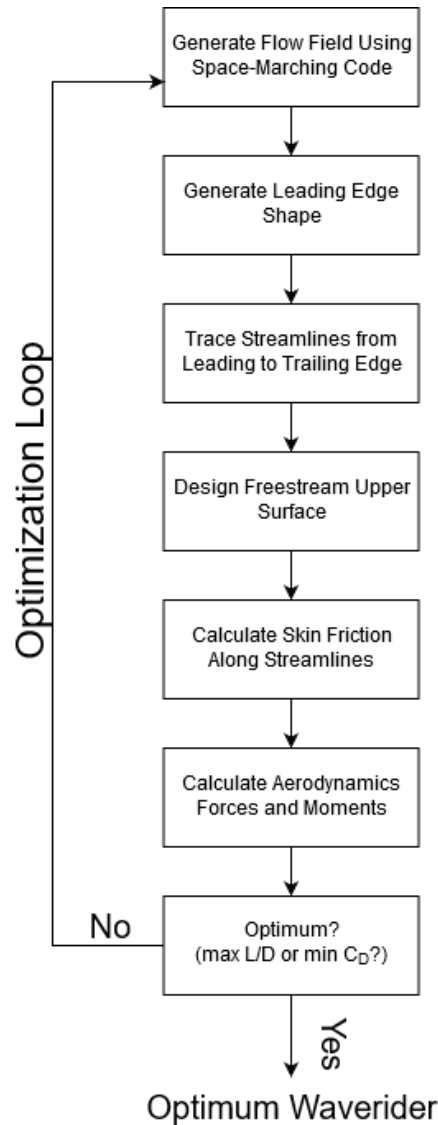 Generate Flow Field Using
Space-Marching Code
Generate Leading Edge
Shape
Trace Streamlines from
Leading to Trailing Edge
Design Freestream Upper
Surface
Calculate Skin Friction
Along Streamlines
Calculate Aerodynamics
Forces and Moments
Optimum?
(max L/D or min CD?)
No
Optimization Loop
Yes
Optimum Waverider